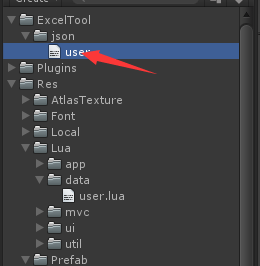 ExcelTool
json
user
Plugins
Res
AtlasTexture
Font
Local
Lua
app
data
user.lua
mvc
ui
util
Prefab